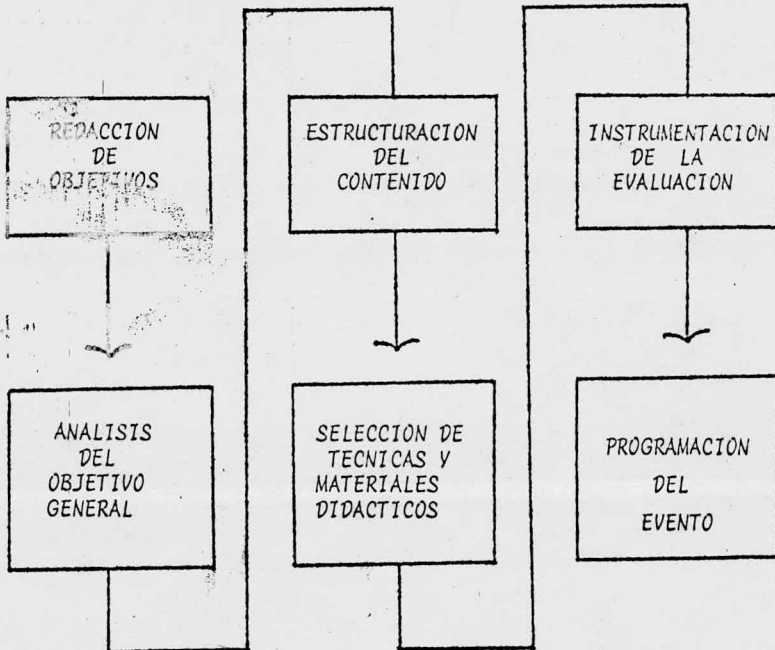 REDACCION
DE
OBJETIVOS
ANALISIS
DEL
OBJETIVO
GENERAL
ESTRUCTURACION
DEL
CONTENIDO
SELECCION DE
TECNICAS Y
MATERIALES
DIDACTICOS
INSTRUMENTACION
DE LA
EVALUACION
PROGRAMACION
DEL
EVENTO